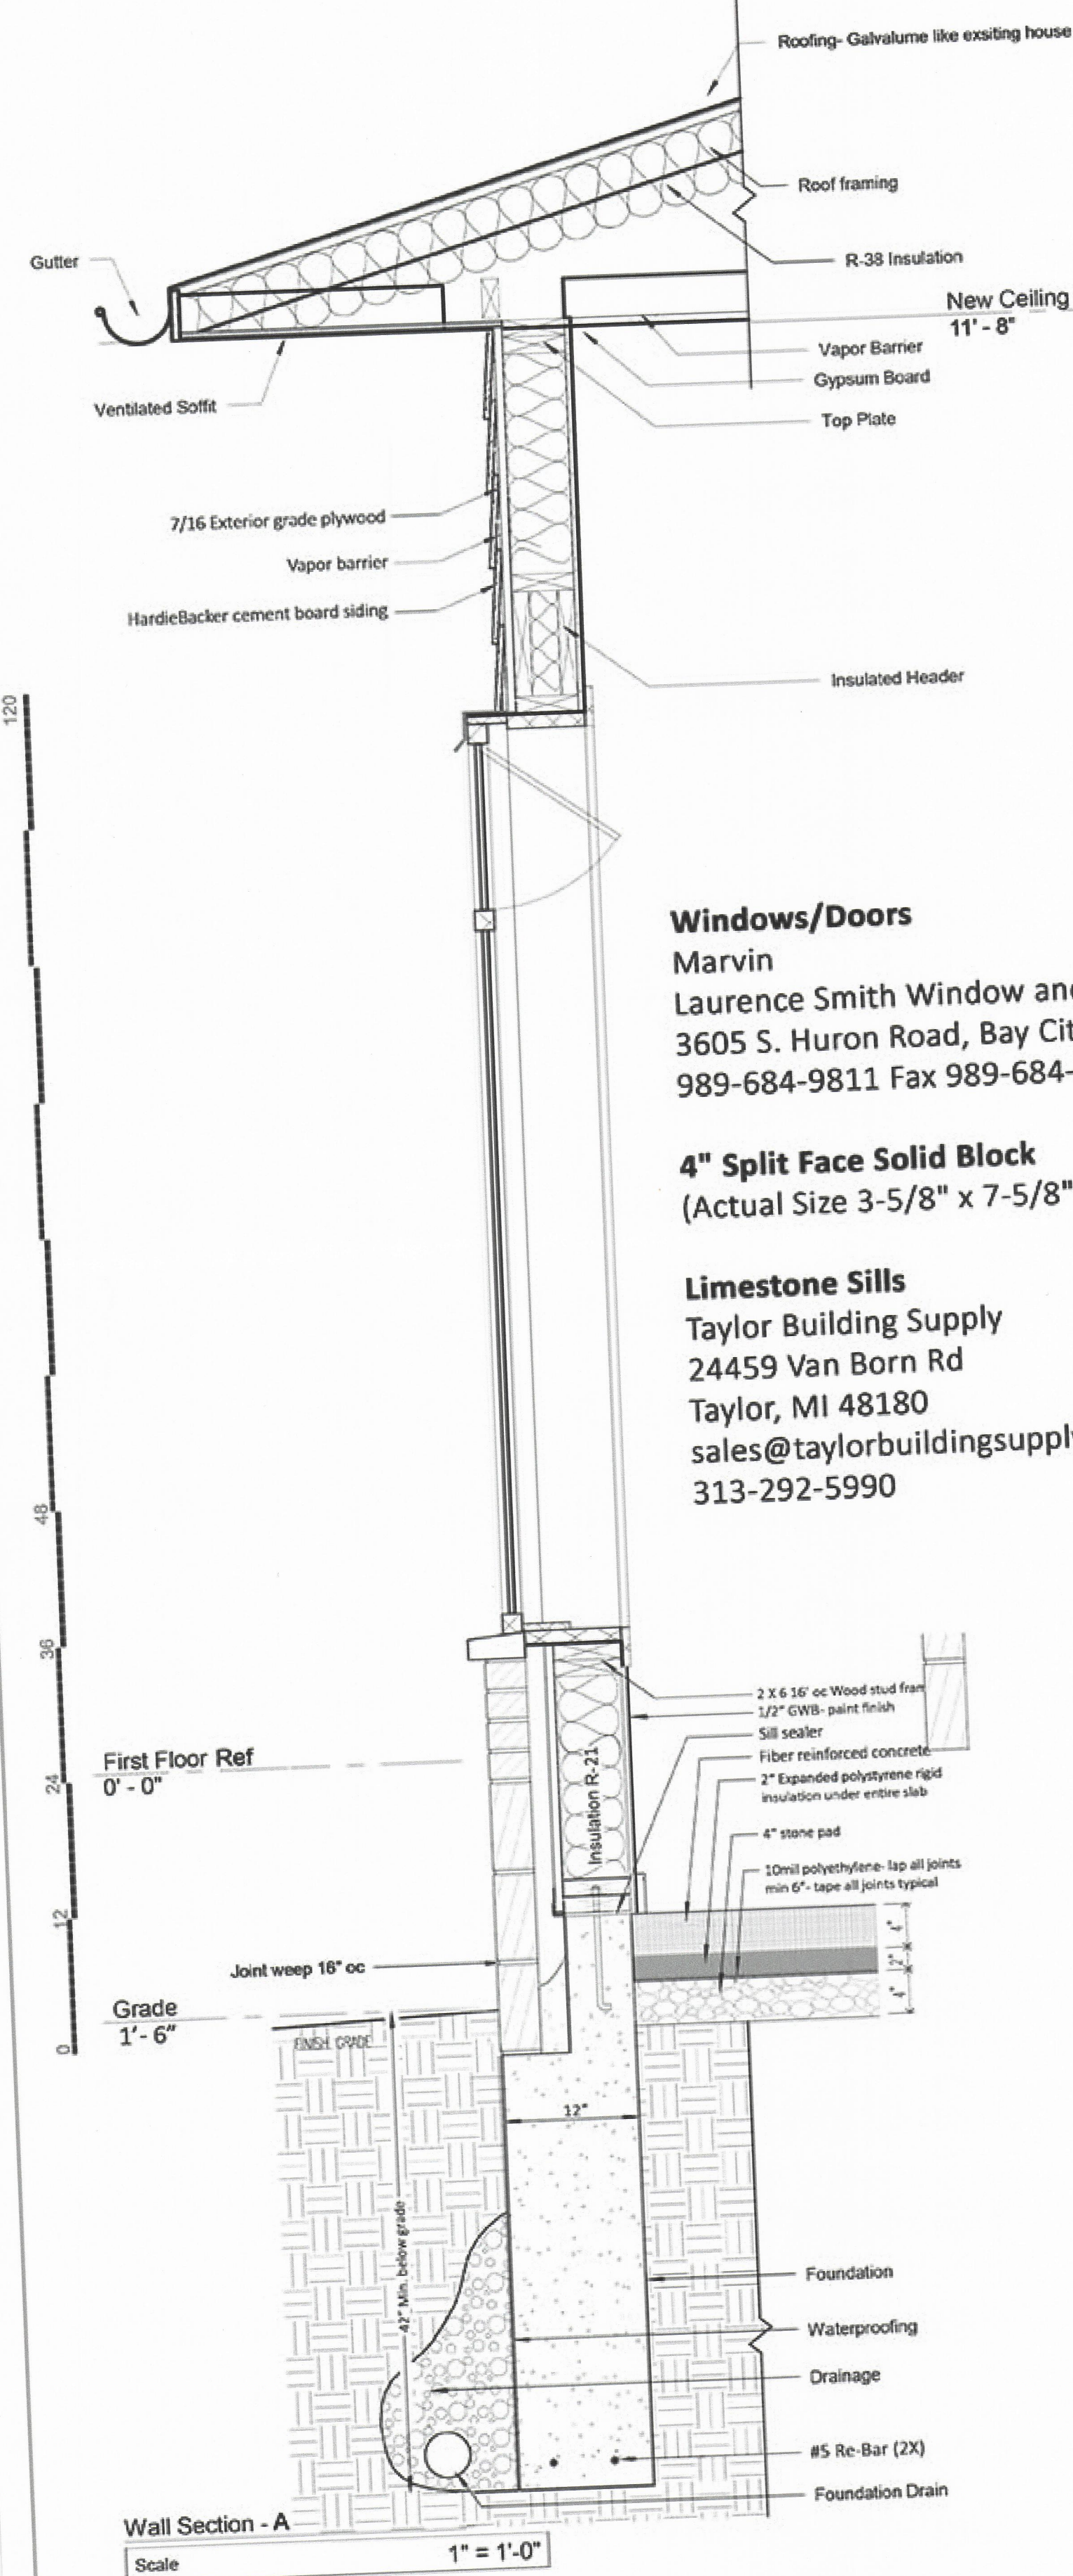 Roofing- Galvalume like exsiting house
Roof framing
Gutter
R-38 Insulation
New Ceiling
11' - 8"
Vapor Barrier
Gypsum Board
Ventilated Soffit
Top Plate
7/16 Exterior grade plywood
Vapor barrier
HardieBacker cement board siding
Insulated Header
120
Windows/Doors
Marvin
Laurence Smith Window and
3605 S. Huron Road, Bay Cit
989-684-9811 Fax 989-684-
4" Split Face Solid Block
(Actual Size 3-5/8" x 7-5/8"
Limestone Sills
Taylor Building Supply
24459 Van Born Rd
Taylor, MI 48180
sales@taylorbuildingsupply
313-292-5990
48
36
2 X 6 16' oc Wood stud fram
1/2" GWB- paint finish
Sill sealer
Fiber reinforced concrete
2" Expanded polystyrene rigid
insulation under entire slab
4" stone pad
10mil polyethylene- lap all joints
min 6"- tape all joints typical
First Floor Ref
0' - 0"
24
Insulation R-21
12
4"
2"
4"
Joint weep 16" oc
Grade
1'- 6"
0
FINISH GRADE
12"
42" Min. below grade
Foundation
Waterproofing
Drainage
#5 Re-Bar (2X)
Foundation Drain
Wall Section - A
Scale
1" = 1'-0"